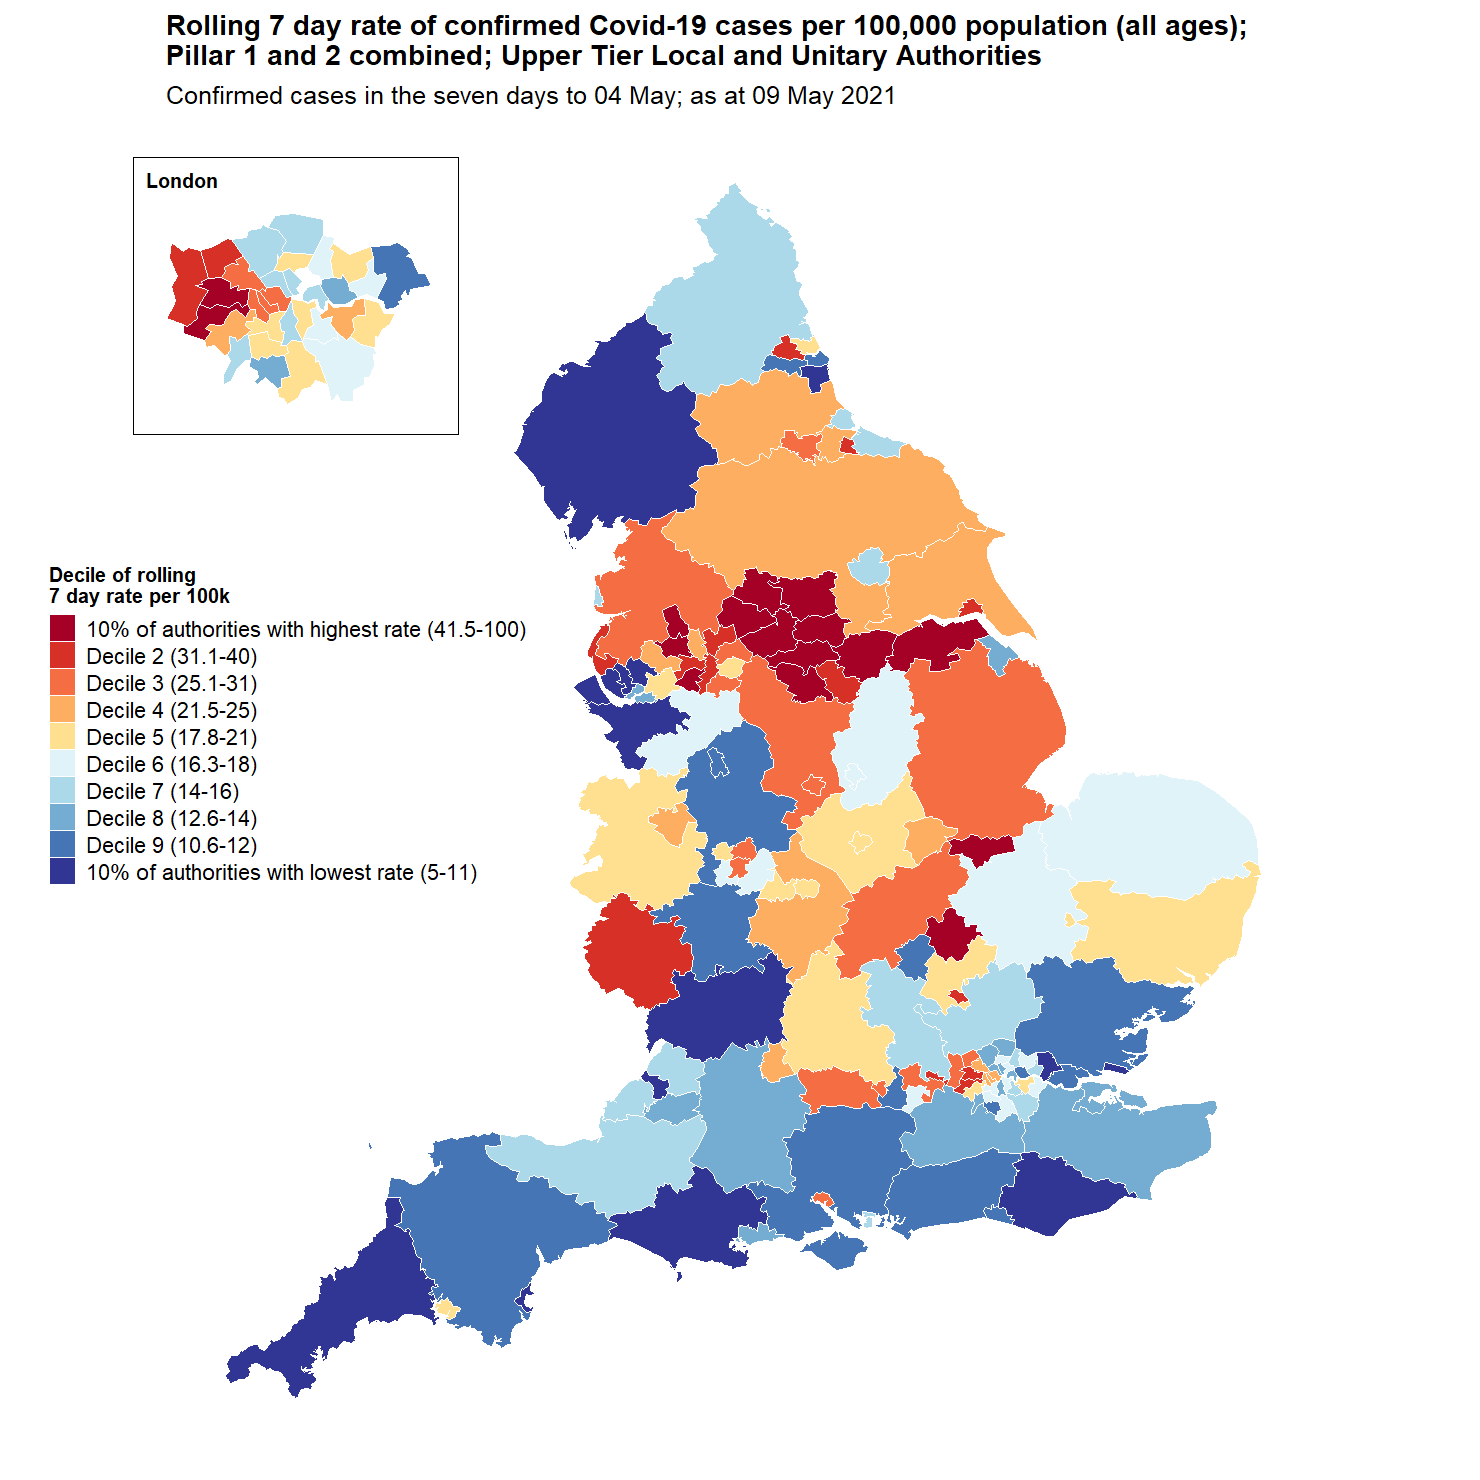 Rolling 7 day rate of confirmed Covid-19 cases per 100,000 population (all ages);
Pillar 1 and 2 combined; Upper Tier Local and Unitary Authorities
Confirmed cases in the seven days to 04 May; as at 09 May 2021
London
Decile of rolling
7 day rate per 100k
10% of authorities with highest rate (41.5-100)
Decile 2 (31.1-40)
Decile 3 (25.1-31)
Decile 4 (21.5-25)
Decile 5 (17.8-21)
Decile 6 (16.3-18)
Decile 7 (14-16)
Decile 8 (12.6-14)
Decile 9 (10.6-12)
10% of authorities with lowest rate (5-11)